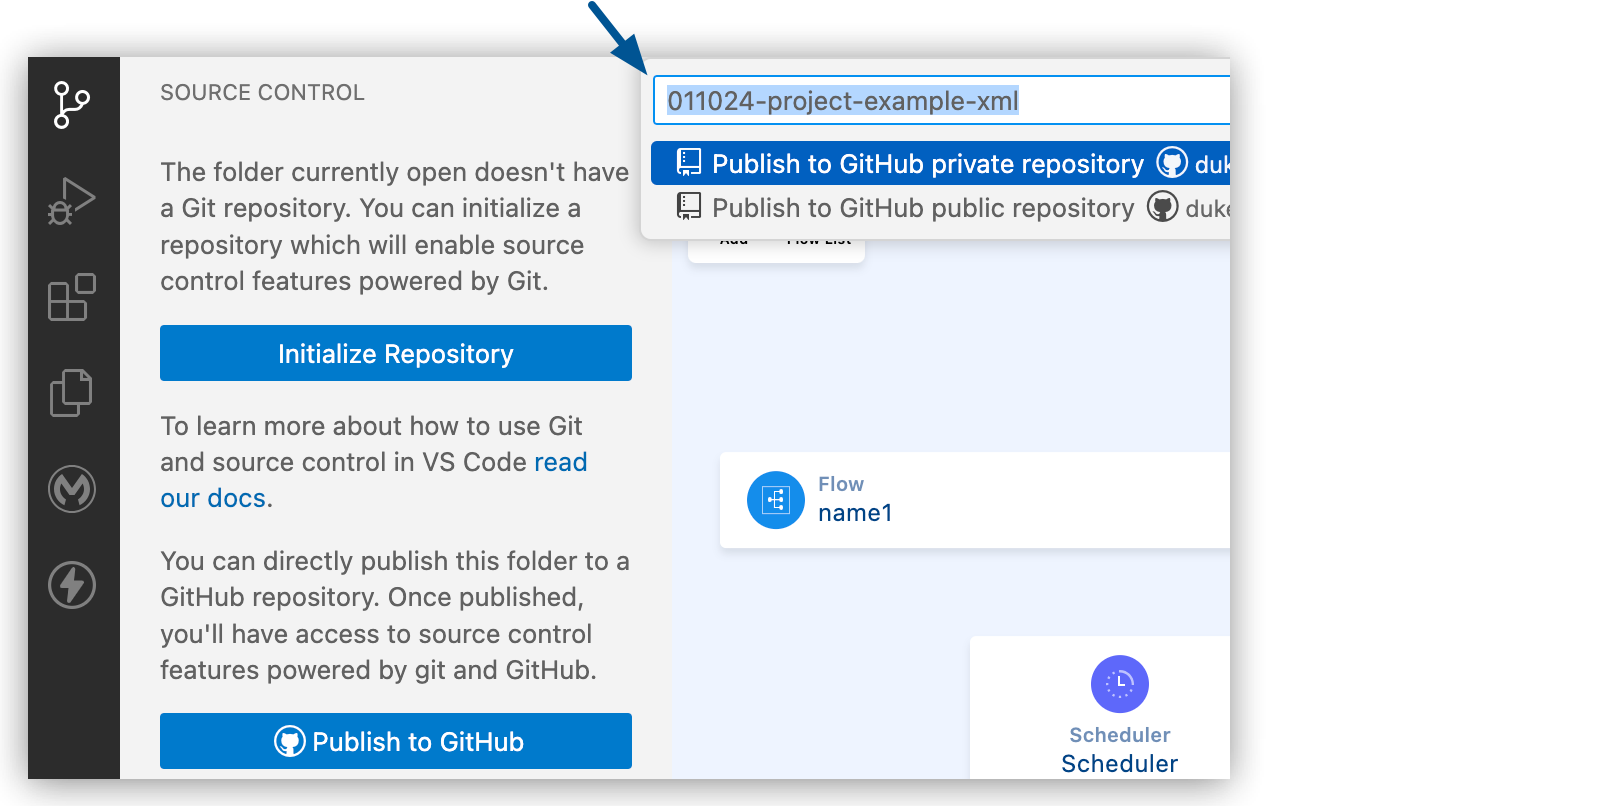 SOURCE CONTROL
The folder currently open doesn't have
a Git repository. You can initialize a
repository which will enable source
control features powered by Git.
Initialize Repository
To learn more about how to use Git
and source control in VS Code read
our docs.
You can directly publish this folder to a
GitHub repository. Once published,
you'll have access to source control
features powered by git and GitHub.
Publish to GitHub
011024-project-example-xml
Publish to GitHub private repository duk
Publish to GitHub public repository duke
Add Flow List
Flow
name1
Scheduler
Scheduler